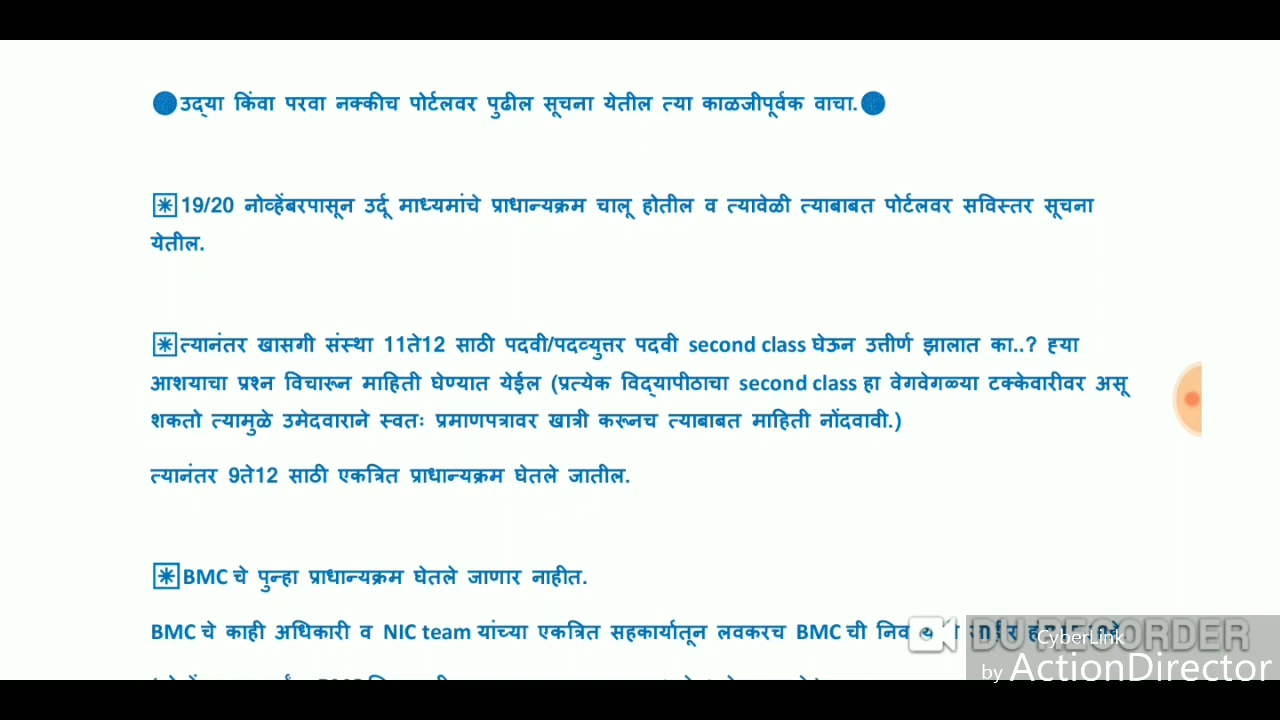 उद्या किंवा परवा नक्कीच पोर्टलवर पुढील सूचना येतील त्या काळजीपूर्वक वाचा.
19/20 नोव्हेंबरपासून उर्दू माध्यमांचे प्राधान्यक्रम चालू होतील व त्यावेळी त्याबाबत पोर्टलवर सविस्तर सूचना
येतील.
त्यानंतर खासगी संस्था 11ते12 साठी पदवी/पदव्युत्तर पदवी second class घेऊन उत्तीर्ण झालात का..? ह्या
आशयाचा प्रश्न विचारून माहिती घेण्यात येईल (प्रत्येक विद्यापीठाचा second class हा वेगवेगळ्या टक्केवारीवर असू
शकतो त्यामुळे उमेदवाराने स्वतः प्रमाणपत्रावर खात्री करूनच त्याबाबत माहिती नोंदवावी.)
त्यानंतर 9ते12 साठी एकत्रित प्राधान्यक्रम घेतले जातील.
BMC चे पुन्हा प्राधान्यक्रम घेतले जाणार नाहीत.
BMC चे काही अधिकारी व NIC team यांच्या एकत्रित सहकार्यातून लवकरच BMC ची
DU RECORDER
CyberLink
by ActionDirector